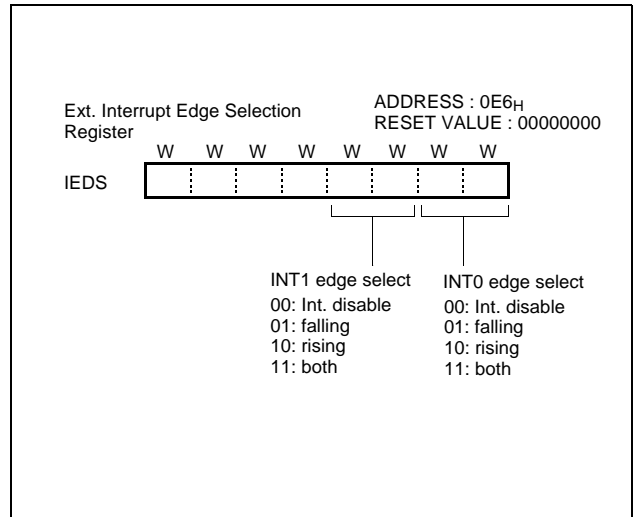 Ext. Interrupt Edge Selection
Register
ADDRESS : 0E6H
RESET VALUE : 00000000
W W W W W W W W
IEDS
INT1 edge select
00: Int. disable
01: falling
10: rising
11: both
INT0 edge select
00: Int. disable
01: falling
10: rising
11: both